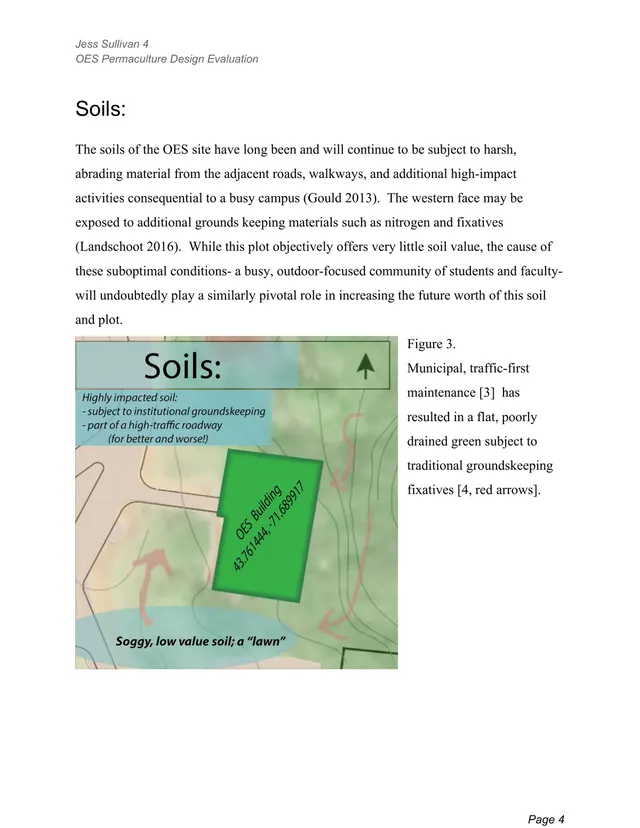 Jess Sullivan 4
OES Permaculture Design Evaluation
Soils:
The soils of the OES site have long been and will continue to be subject to harsh,
abrading material from the adjacent roads, walkways, and additional high-impact
activities consequential to a busy campus (Gould 2013).  The western face may be
exposed to additional grounds keeping materials such as nitrogen and fixatives
(Landschoot 2016).  While this plot objectively offers very little soil value, the cause of
these suboptimal conditions- a busy, outdoor-focused community of students and faculty-
will undoubtedly play a similarly pivotal role in increasing the future worth of this soil
and plot.
Soils:
Highly impacted soil:
- subject to institutional groundskeeping
- part of a high-traffic roadway
(for better and worse!)
OES Building
43.761444, -71.689917
Soggy, low value soil; a “lawn”
Figure 3.
Municipal, traffic-first
maintenance [3]  has
resulted in a flat, poorly
drained green subject to
traditional groundskeeping
fixatives [4, red arrows].
Page 4